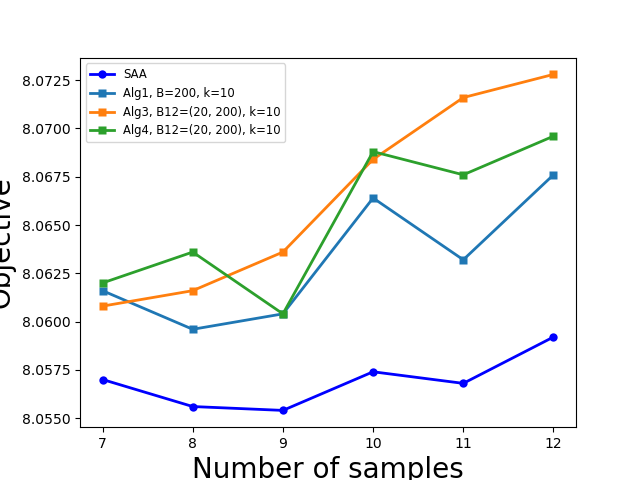 SAA
Alg1, B=200, k=10
Alg3, B12=(20, 200), k=10
Alg4, B12=(20, 200), k=10
8.0725
8.0700
8.0675
8.0650
8.0625
8.0600
8.0575
8.0550
Objective
7 8 9 10 11 12
Number of samples